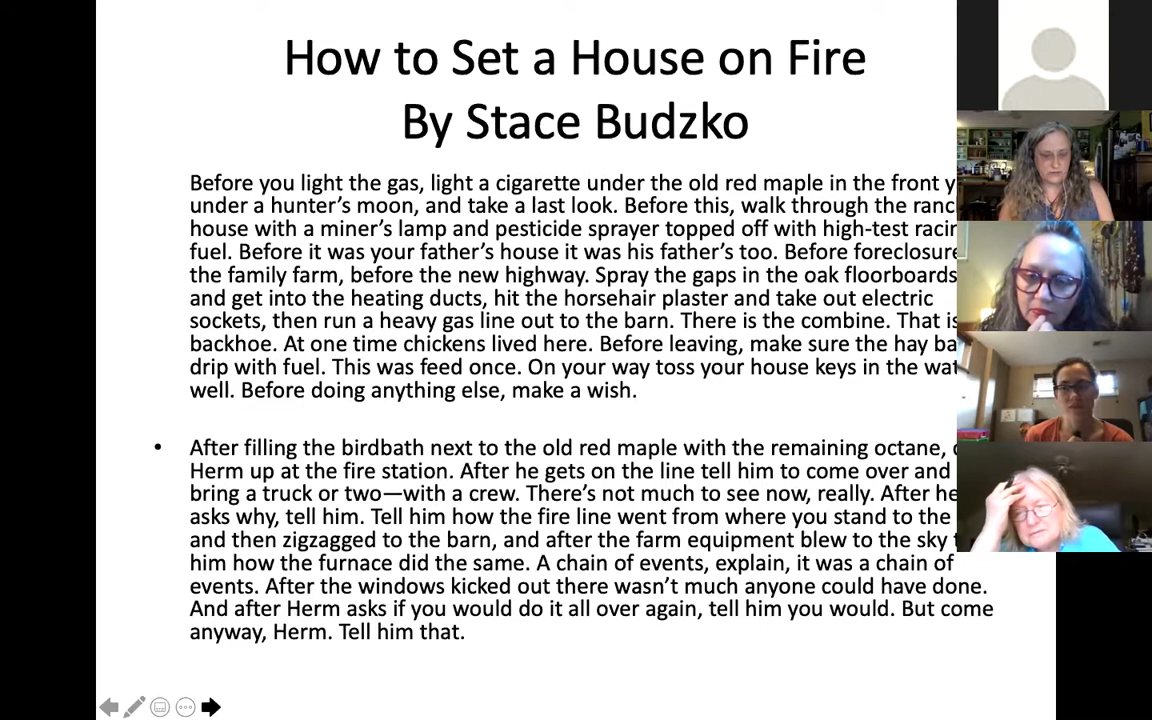 How to Set a House on Fire
By Stace Budzko
Before you light the gas, light a cigarette under the old red maple in the front y
under a hunter's moon, and take a last look. Before this, walk through the ranc
house with a miner's lamp and pesticide sprayer topped off with high-test racin
fuel. Before it was your father's house it was his father's too. Before foreclosure
the family farm, before the new highway. Spray the gaps in the oak floorboards
and get into the heating ducts, hit the horsehair plaster and take out electric
sockets, then run a heavy gas line out to the barn. There is the combine. That is
backhoe. At one time chickens lived here. Before leaving, make sure the hay ba
drip with fuel. This was feed once. On your way toss your house keys in the wat
well. Before doing anything else, make a wish.
• After filling the birdbath next to the old red maple with the remaining octane,
Herm up at the fire station. After he gets on the line tell him to come over and
bring a truck or two—with a crew. There's not much to see now, really. After he
asks why, tell him. Tell him how the fire line went from where you stand to the
and then zigzagged to the barn, and after the farm equipment blew to the sky
him how the furnace did the same. A chain of events, explain, it was a chain of
events. After the windows kicked out there wasn't much anyone could have done.
And after Herm asks if you would do it all over again, tell him you would. But come
anyway, Herm. Tell him that.